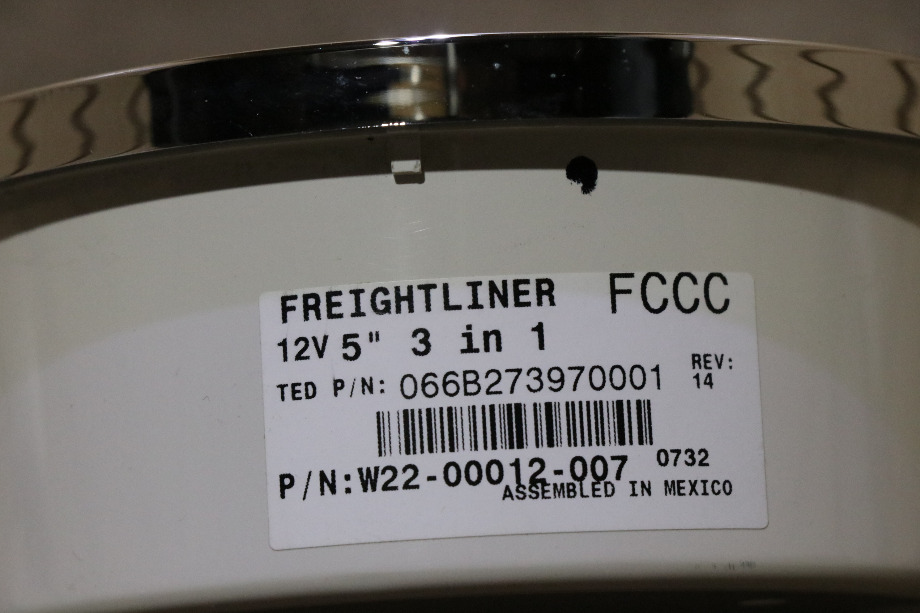 FREIGHTLINER FCCC
12V 5" 3 in 1
TED P/N: 066B273970001 REV: 14
P/N:W22-00012-007 0732
ASSEMBLED IN MEXICO